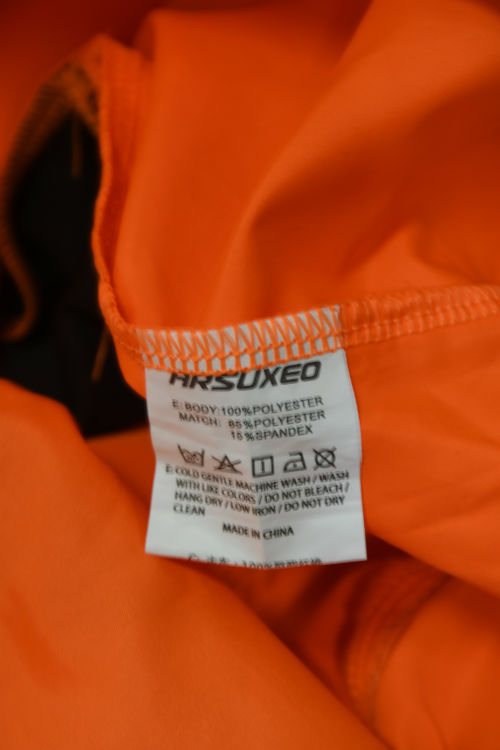 ARSUXEO
E: BODY:100%POLYESTER
MATCH: 85%POLYESTER
15%SPANDEX
E: COLD GENTLE MACHINE WASH / WASH
WITH LIKE COLORS / DO NOT BLEACH /
HANG DRY / LOW IRON / DO NOT DRY
CLEAN
MADE IN CHINA